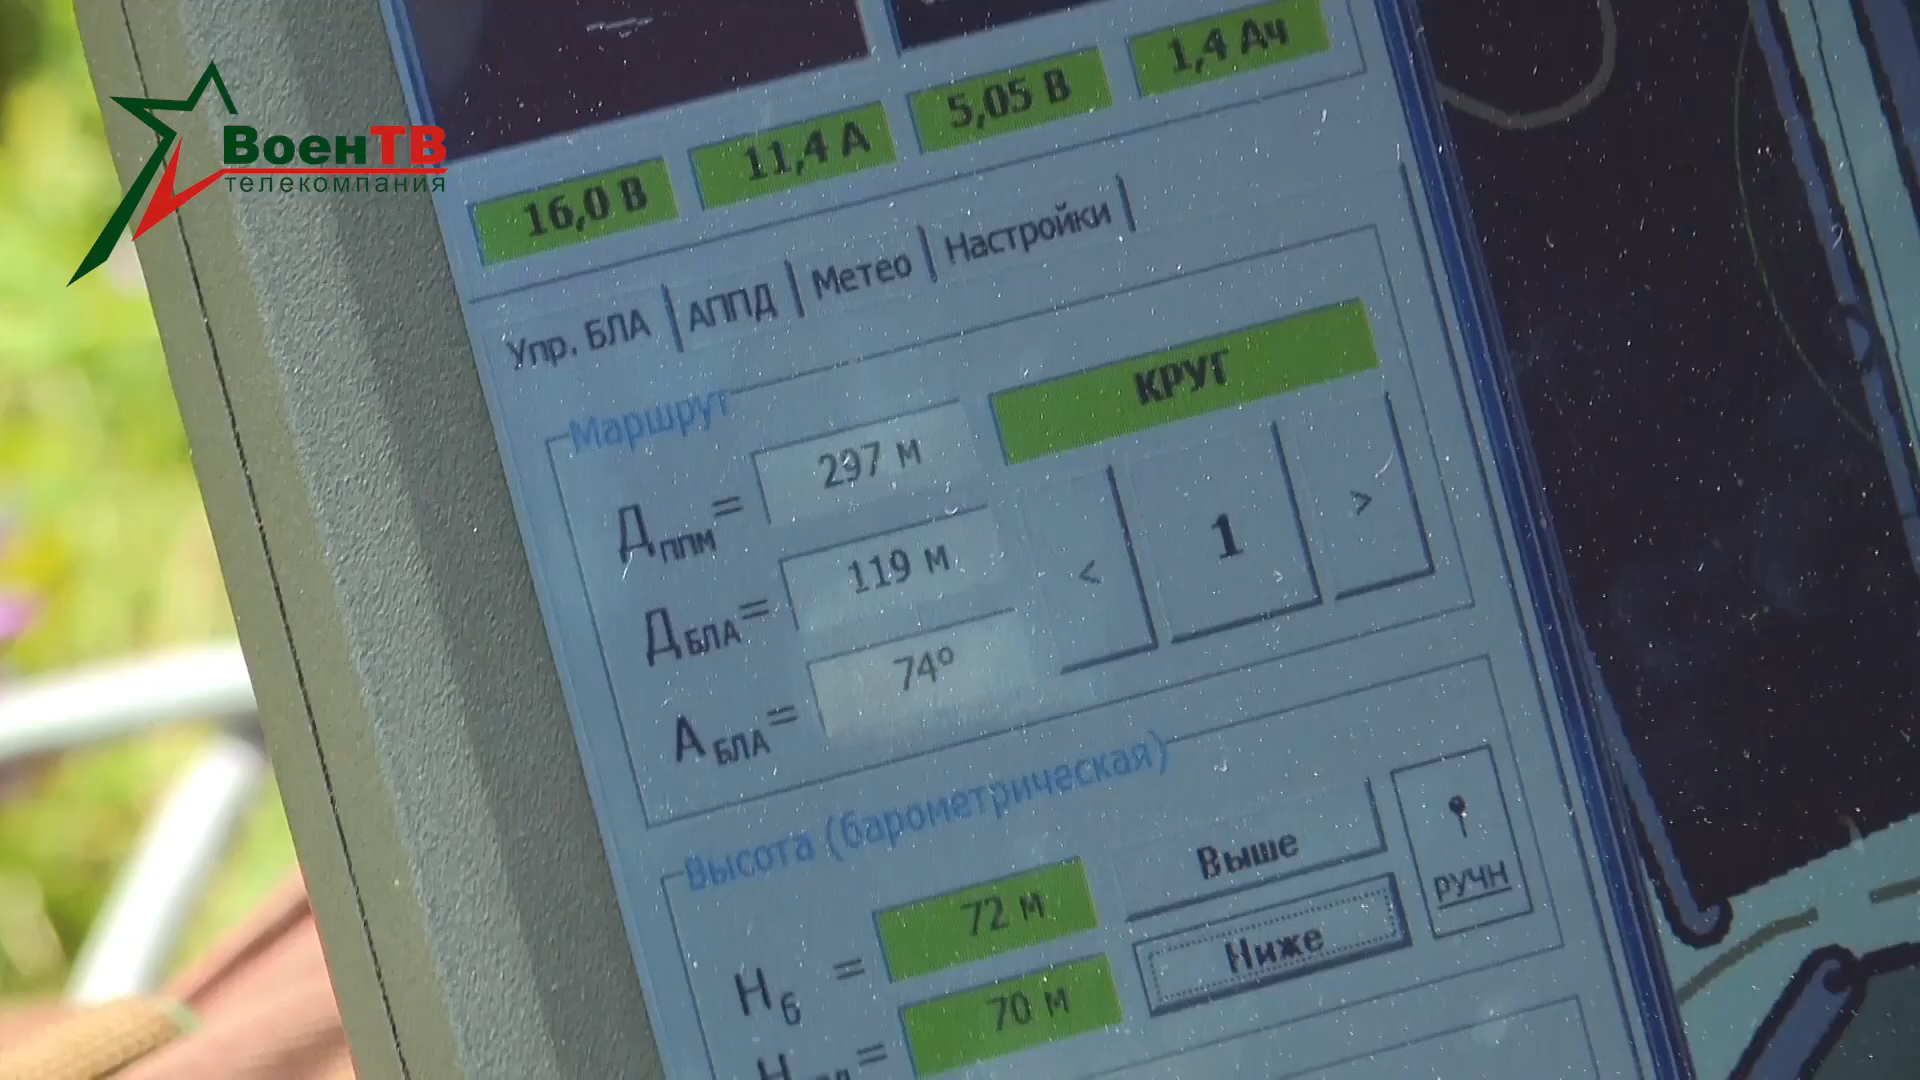 ВоенТВ
телекомпания
16,0 В 11,4 А 5,05 В 1,4 Ач
Упр. БЛА АППД Метео Настройки
Маршрут
Дппм= 297 м КРУГ
ДБЛА= 119 м < 1 >
АБЛА= 74°
Высота (барометрическая)
Нб = 72 м Выше ручн
= 70 м Ниже